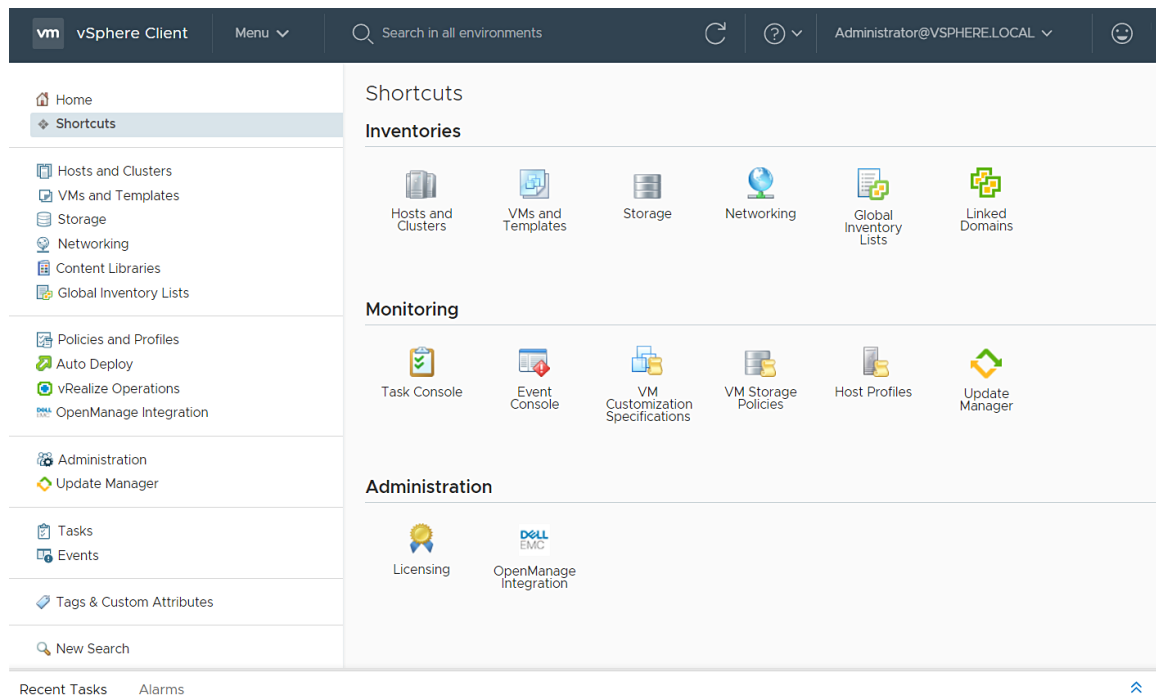 vm vSphere Client Menu Search in all environments ? Administrator@VSPHERE.LOCAL
Home
Shortcuts
Hosts and Clusters
VMs and Templates
Storage
Networking
Content Libraries
Global Inventory Lists
Policies and Profiles
Auto Deploy
vRealize Operations
DELL EMC OpenManage Integration
Administration
Update Manager
Tasks
Events
Tags & Custom Attributes
New Search
Shortcuts
Inventories
Hosts and
Clusters
VMs and
Templates
Storage
Networking
Global
Inventory
Lists
Linked
Domains
Monitoring
Task Console
Event
Console
VM
Customization
Specifications
VM Storage
Policies
Host Profiles
Update
Manager
Administration
Licensing
DELL
EMC
OpenManage
Integration
Recent Tasks Alarms